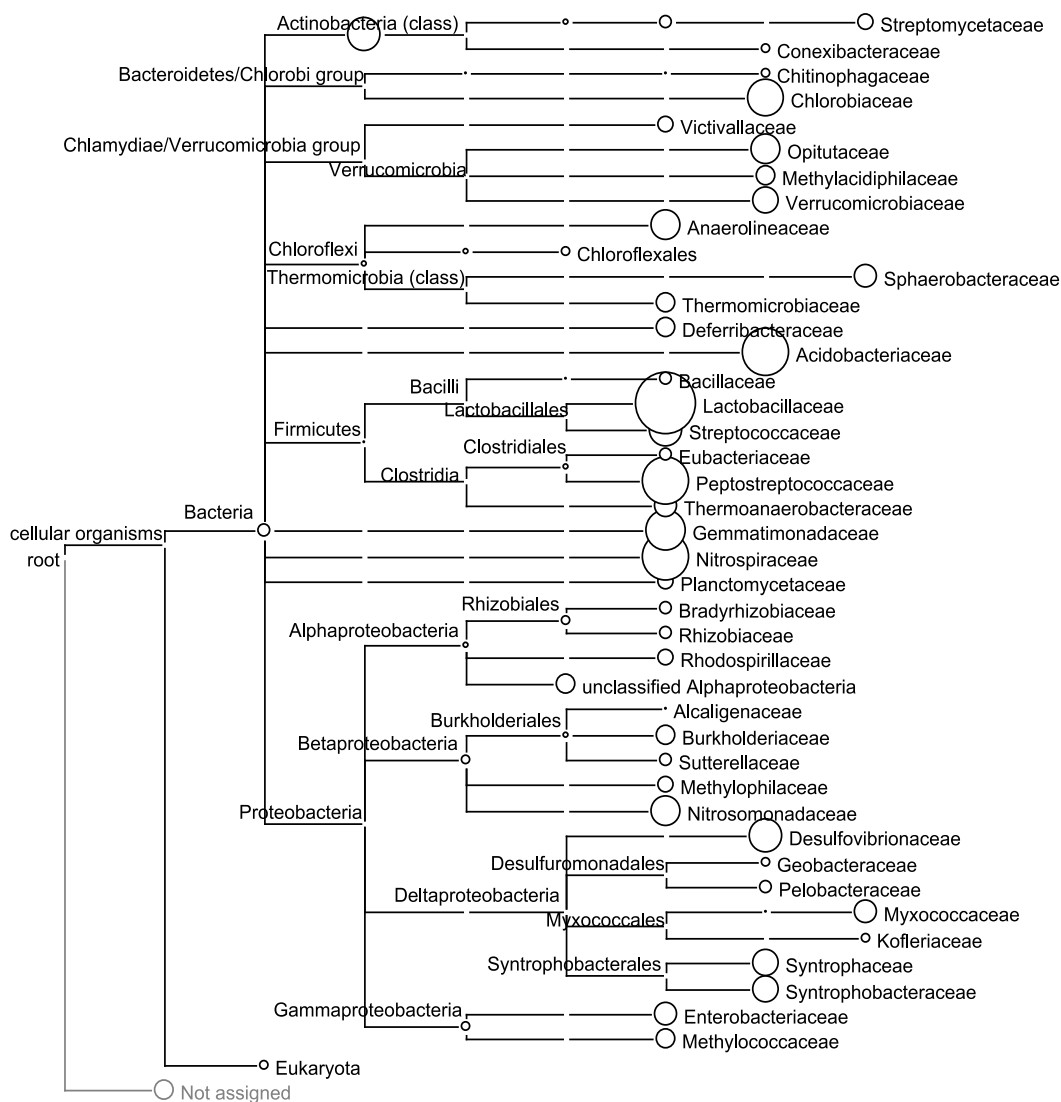 Actinobacteria (class)
Streptomycetaceae
Conexibacteraceae
Bacteroidetes/Chlorobi group
Chitinophagaceae
Chlorobiaceae
Victivallaceae
Chlamydiae/Verrucomicrobia group
Opitutaceae
Verrucomicrobia
Methylacidiphilaceae
Verrucomicrobiaceae
Anaerolineaceae
Chloroflexi
Chloroflexales
Thermomicrobia (class)
Sphaerobacteraceae
Thermomicrobiaceae
Deferribacteraceae
Acidobacteriaceae
Bacilli
Bacillaceae
Lactobacillales
Lactobacillaceae
Firmicutes
Streptococcaceae
Clostridiales
Eubacteriaceae
Clostridia
Peptostreptococcaceae
Thermoanaerobacteraceae
Bacteria
Gemmatimonadaceae
cellular organisms
root
Nitrospiraceae
Planctomycetaceae
Rhizobiales
Bradyrhizobiaceae
Alphaproteobacteria
Rhizobiaceae
Rhodospirillaceae
unclassified Alphaproteobacteria
Alcaligenaceae
Burkholderiales
Burkholderiaceae
Betaproteobacteria
Sutterellaceae
Methylophilaceae
Proteobacteria
Nitrosomonadaceae
Desulfovibrionaceae
Desulfuromonadales
Geobacteraceae
Pelobacteraceae
Deltaproteobacteria
Myxococcales
Myxococcaceae
Kofleriaceae
Syntrophobacterales
Syntrophaceae
Syntrophobacteraceae
Gammaproteobacteria
Enterobacteriaceae
Methylococcaceae
Eukaryota
Not assigned